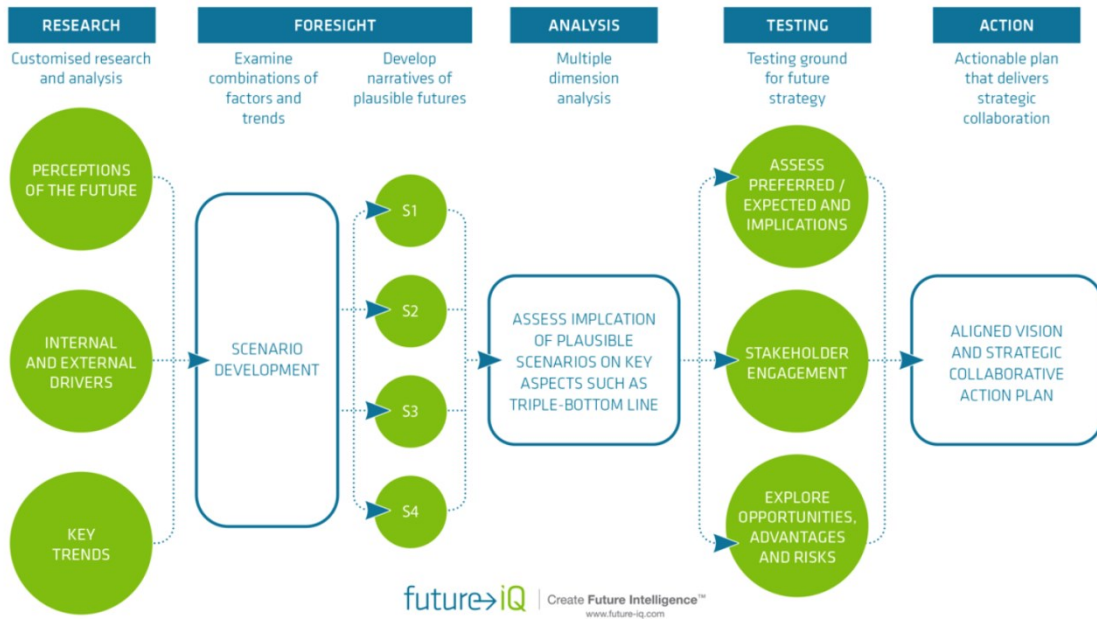 RESEARCH
Customised research
and analysis
PERCEPTIONS
OF THE FUTURE
INTERNAL
AND EXTERNAL
DRIVERS
KEY
TRENDS
FORESIGHT
Examine
combinations of
factors and
trends
Develop
narratives of
plausible futures
SCENARIO
DEVELOPMENT
S1
S2
S3
S4
ANALYSIS
Multiple
dimension
analysis
ASSESS IMPLCATION
OF PLAUSIBLE
SCENARIOS ON KEY
ASPECTS SUCH AS
TRIPLE-BOTTOM LINE
TESTING
Testing ground
for future
strategy
ASSESS
PREFERRED /
EXPECTED AND
IMPLICATIONS
STAKEHOLDER
ENGAGEMENT
EXPLORE
OPPORTUNITIES,
ADVANTAGES
AND RISKS
ACTION
Actionable plan
that delivers
strategic
collaboration
ALIGNED VISION
AND STRATEGIC
COLLABORATIVE
ACTION PLAN
future→iQ
Create Future Intelligence™
www.future-iq.com